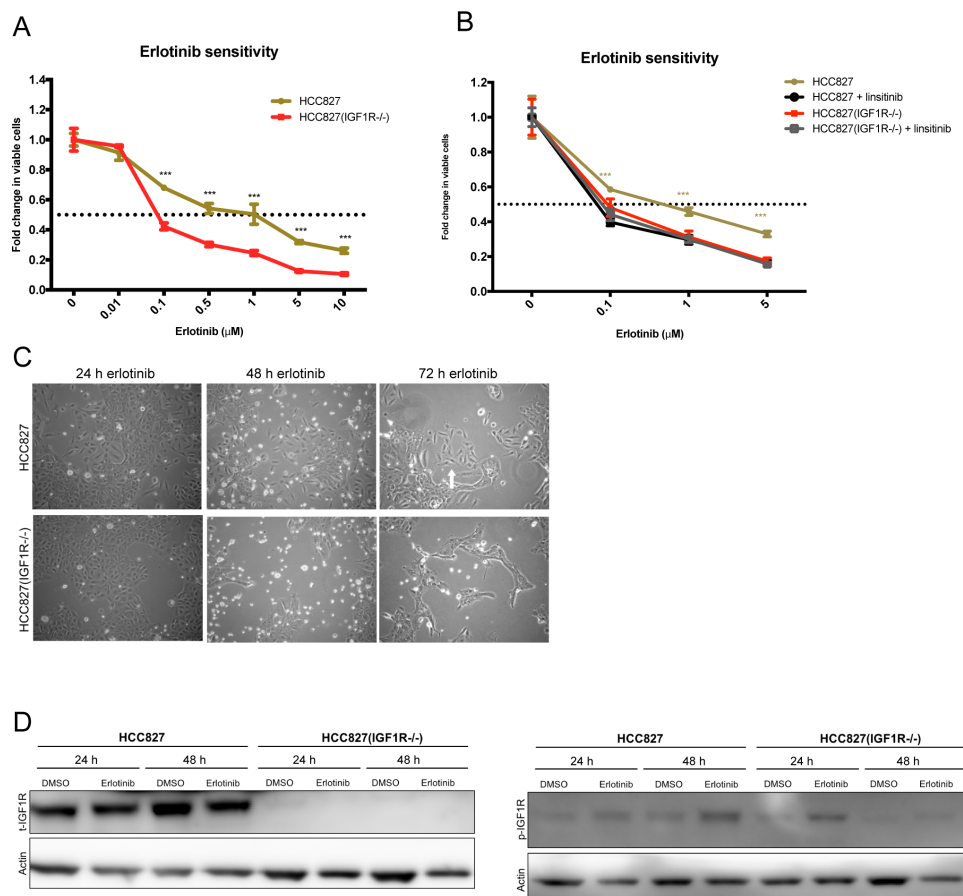 A
Erlotinib sensitivity
Fold change in viable cells
1.4
1.2
1.0
0.8
0.6
0.4
0.2
0.0
HCC827
HCC827(IGF1R-/-)
***
***
***
***
***
0
0.01
0.1
0.5
1
5
10
Erlotinib (µM)
B
Erlotinib sensitivity
Fold change in viable cells
1.2
1.0
0.8
0.6
0.4
0.2
0.0
HCC827
HCC827 + linsitinib
HCC827(IGF1R-/-)
HCC827(IGF1R-/-) + linsitinib
***
***
***
0
0.1
1
5
Erlotinib (µM)
C
24 h erlotinib
48 h erlotinib
72 h erlotinib
HCC827
HCC827(IGF1R-/-)
D
HCC827
HCC827(IGF1R-/-)
24 h
48 h
24 h
48 h
DMSO
Erlotinib
DMSO
Erlotinib
DMSO
Erlotinib
DMSO
Erlotinib
t-IGF1R
Actin
HCC827
HCC827(IGF1R-/-)
24 h
48 h
24 h
48 h
DMSO
Erlotinib
DMSO
Erlotinib
DMSO
Erlotinib
DMSO
Erlotinib
p-IGF1R
Actin